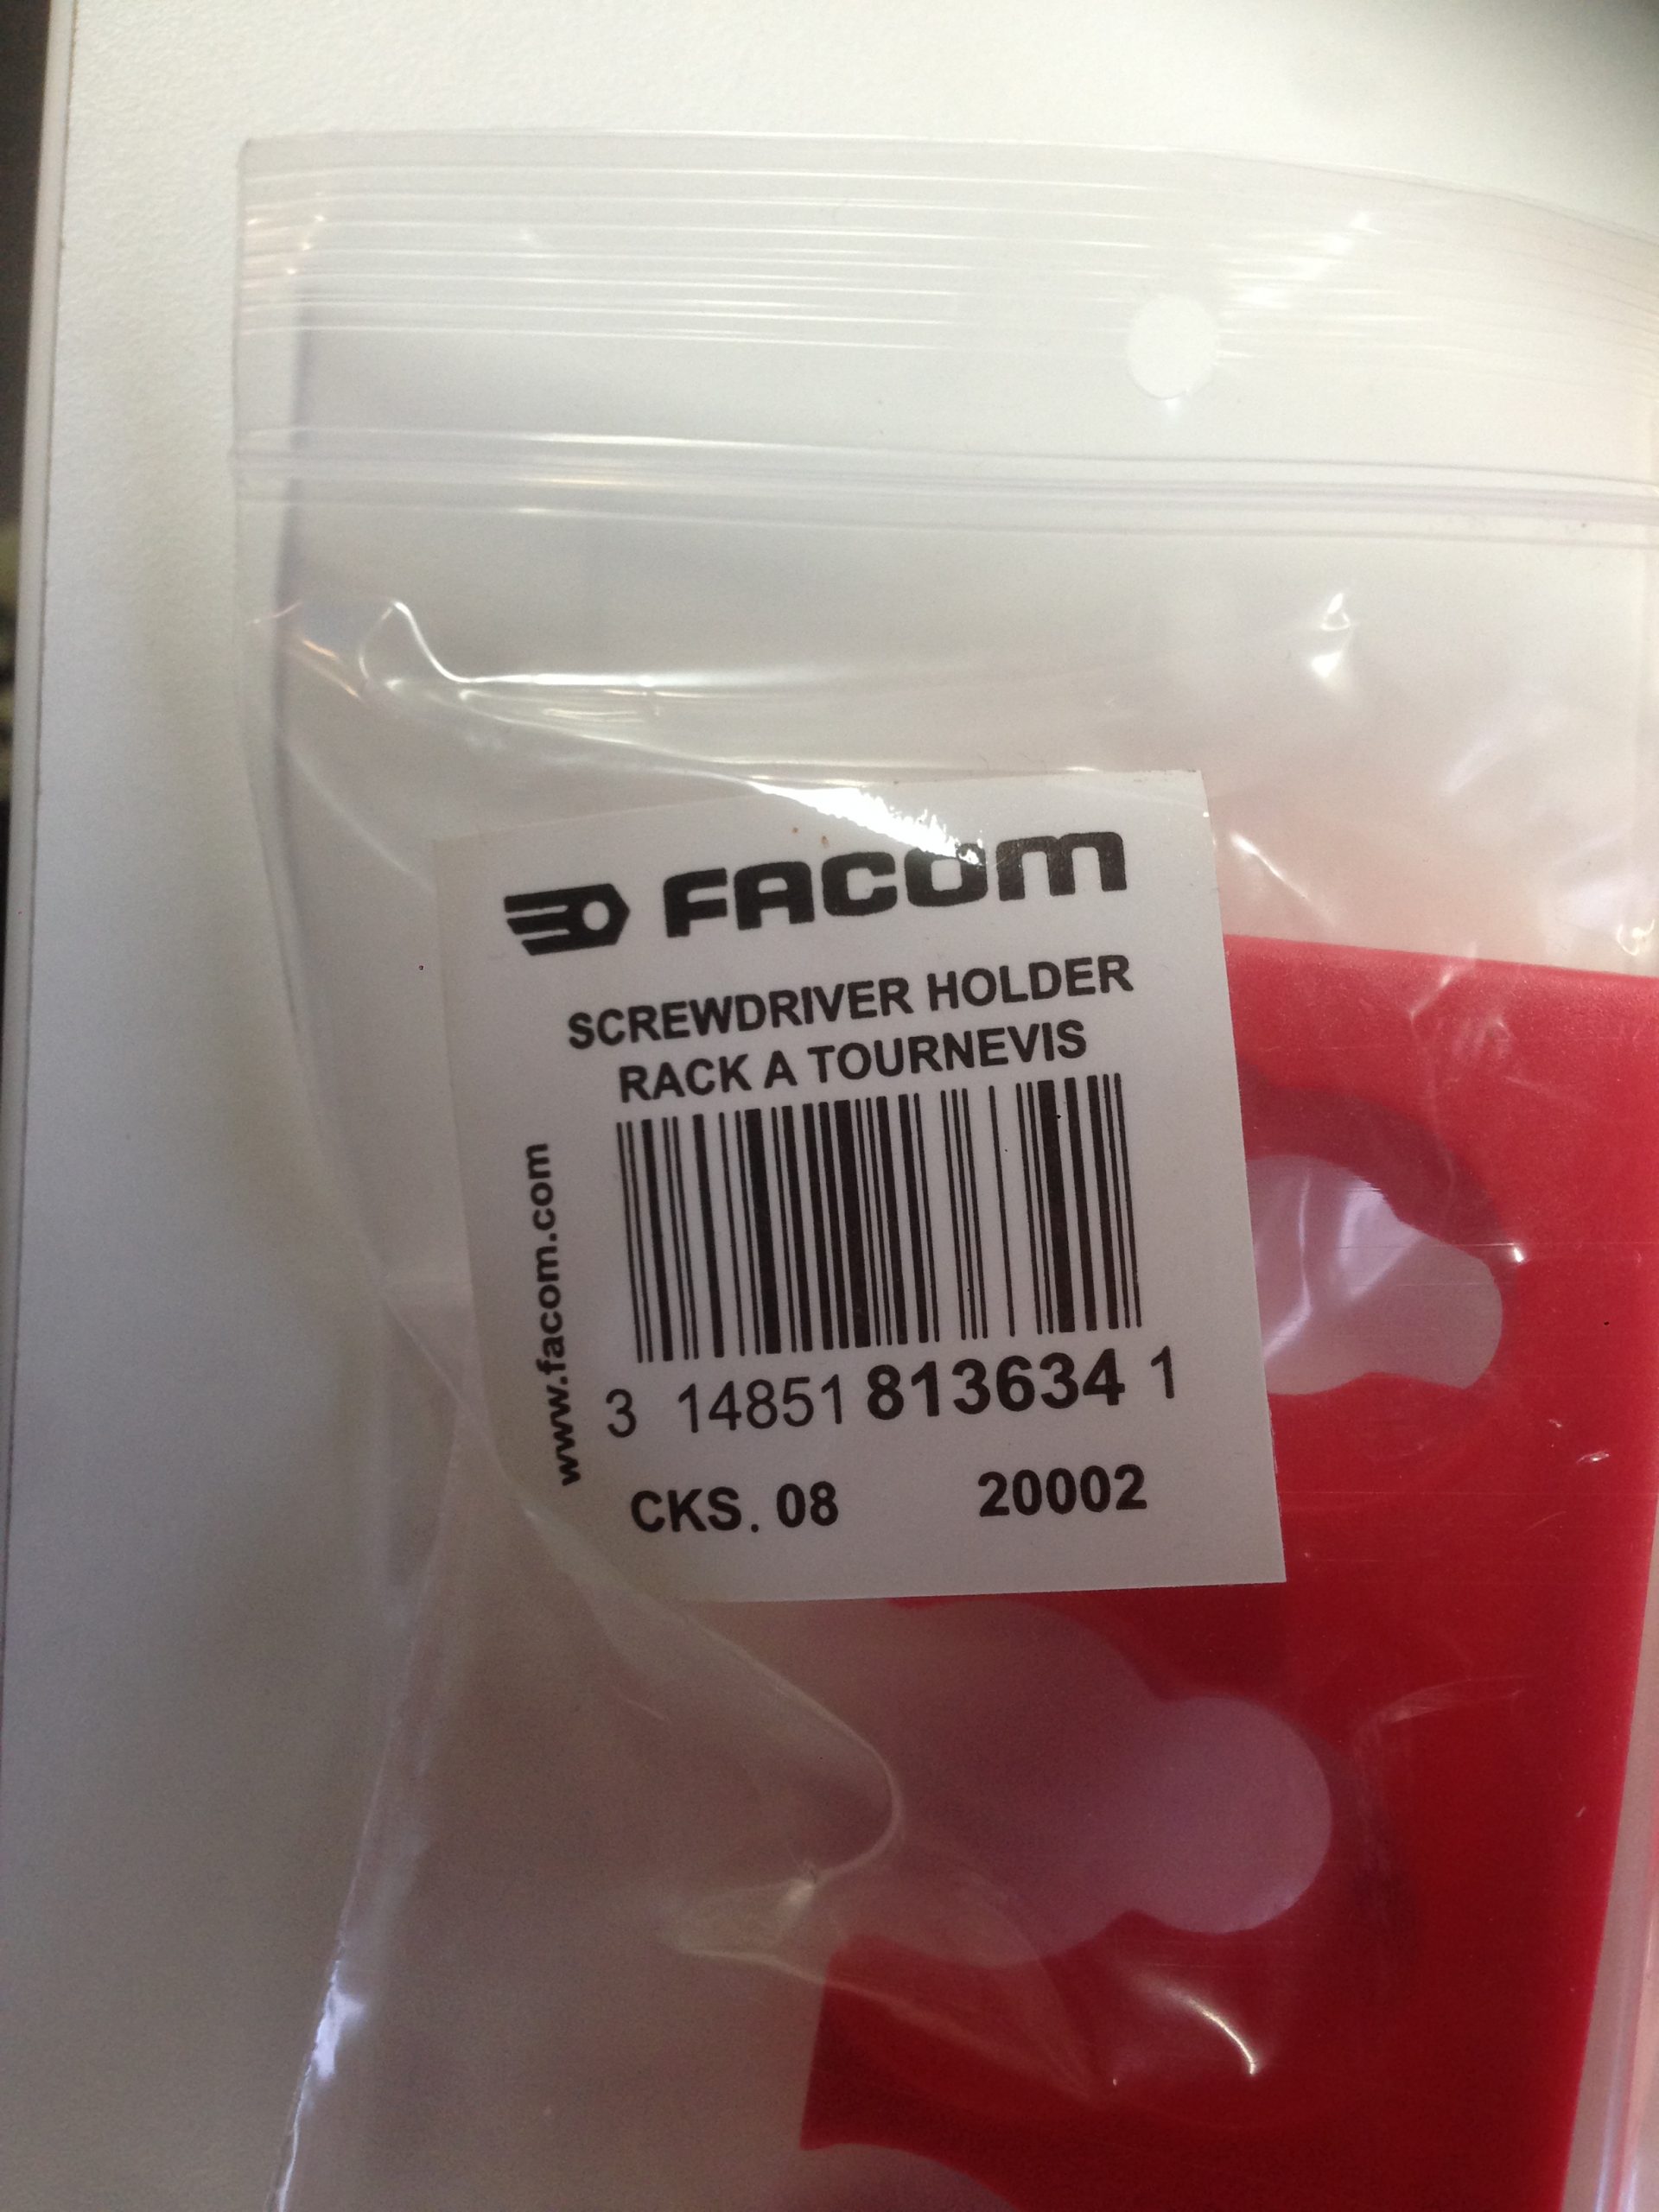 FACOM
SCREWDRIVER HOLDER
RACK A TOURNEVIS
www.facom.com
3 14851 813634 1
CKS. 08 20002